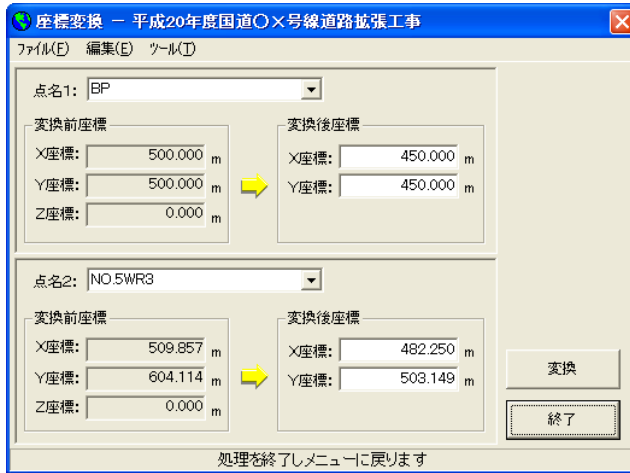 座標変換 － 平成20年度国道〇×号線道路拡張工事
ファイル(F) 編集(E) ツール(T)
点名1: BP
変換前座標
X座標: 500.000 m
Y座標: 500.000 m
Z座標: 0.000 m
変換後座標
X座標: 450.000 m
Y座標: 450.000 m
点名2: NO.5WR3
変換前座標
X座標: 509.857 m
Y座標: 604.114 m
Z座標: 0.000 m
変換後座標
X座標: 482.250 m
Y座標: 503.149 m
変換
終了
処理を終了しメニューに戻ります